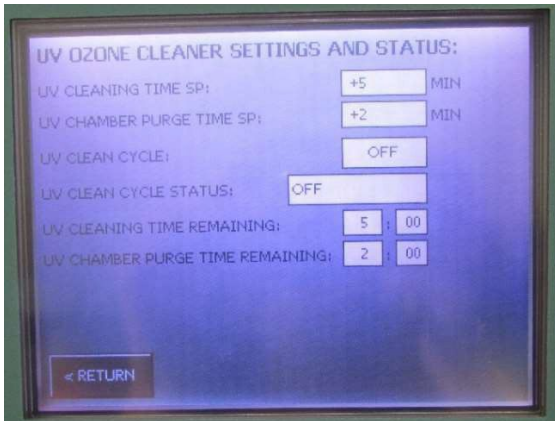 UV OZONE CLEANER SETTINGS AND STATUS:
UV CLEANING TIME SP: +5 MIN
UV CHAMBER PURGE TIME SP: +2 MIN
UV CLEAN CYCLE: OFF
UV CLEAN CYCLE STATUS: OFF
UV CLEANING TIME REMAINING: 5 : 00
UV CHAMBER PURGE TIME REMAINING: 2 : 00
< RETURN